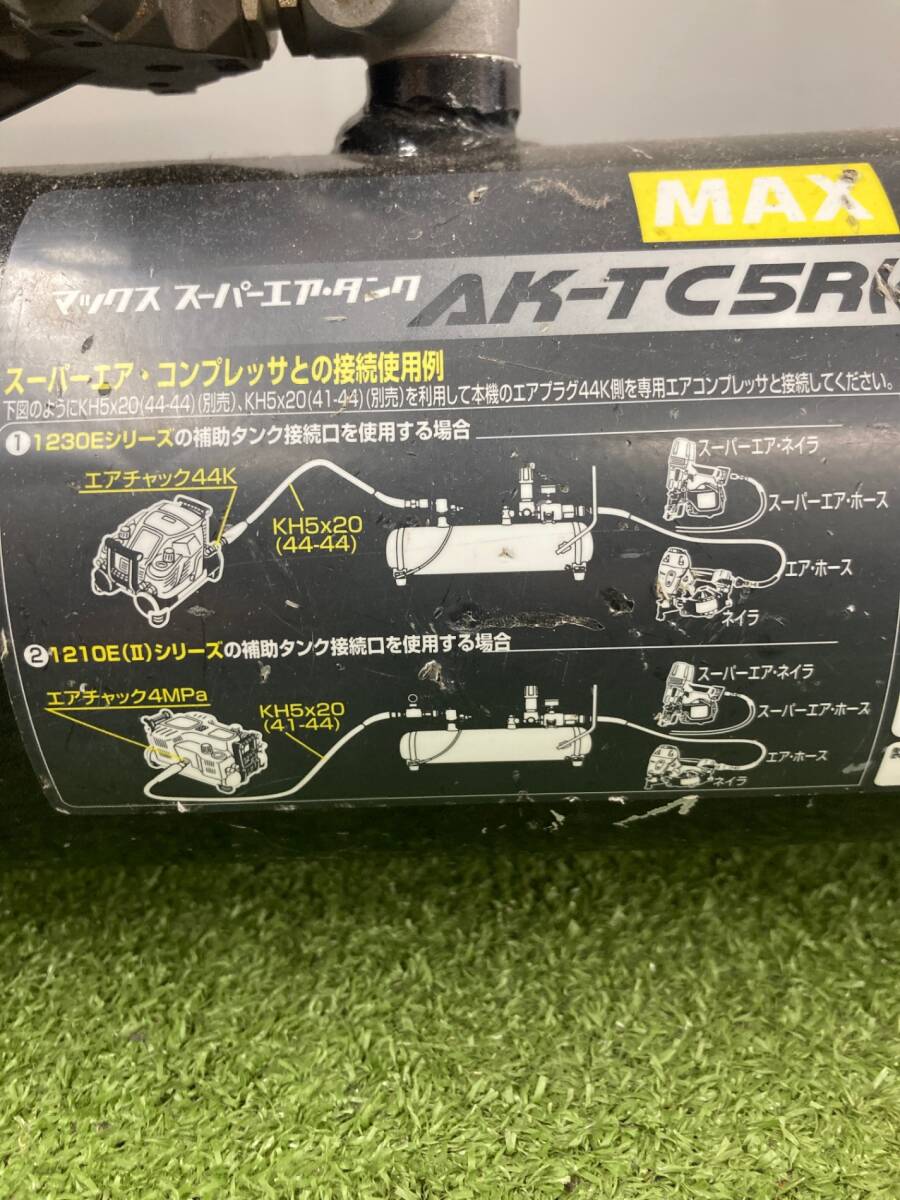 MAX
マックス スーパーエア・タンク AK-TC5R
スーパーエア・コンプレッサとの接続使用例
下図のようにKH5x20(44-44)(別売)、KH5x20(41-44)(別売)を利用して本機のエアプラグ44K側を専用エアコンプレッサと接続してください。
①1230Eシリーズの補助タンク接続口を使用する場合
エアチャック44K
KH5x20
(44-44)
スーパーエア・ネイラ
スーパーエア・ホース
エア・ホース
ネイラ
②1210E(Ⅱ)シリーズの補助タンク接続口を使用する場合
エアチャック4MPa
KH5x20
(41-44)
スーパーエア・ネイラ
スーパーエア・ホース
エア・ホース
ネイラ
製